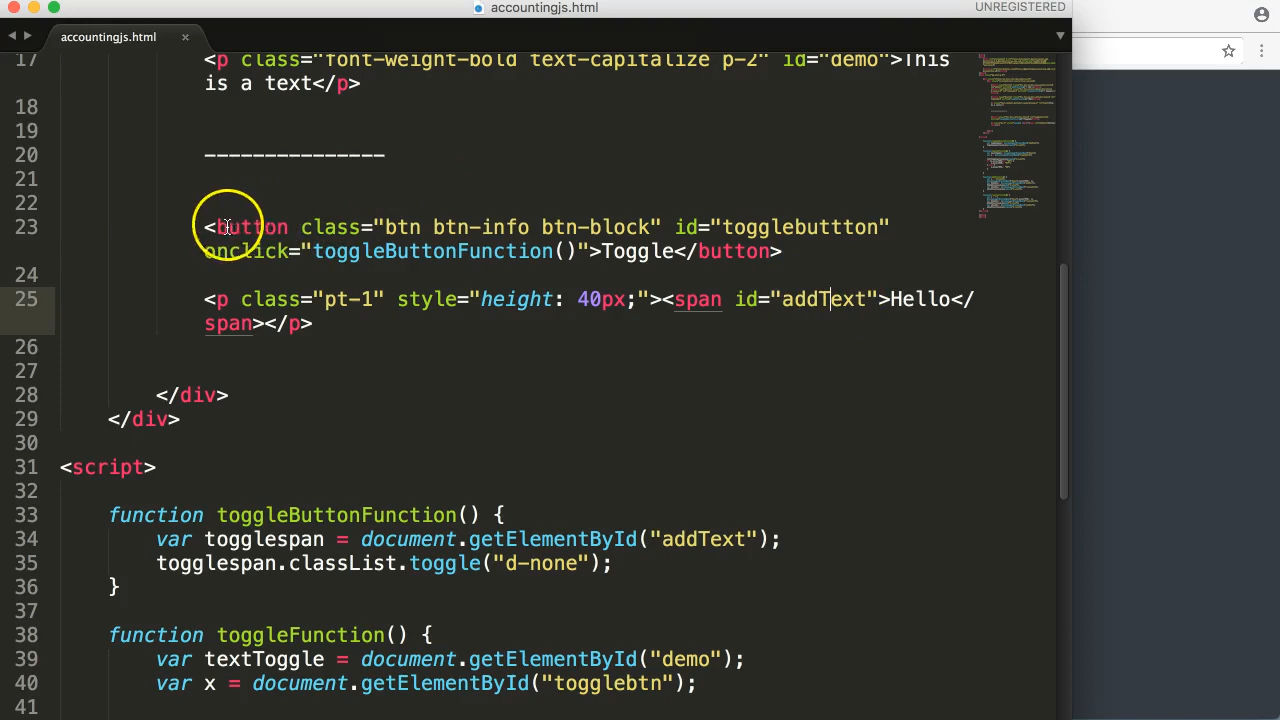 accountingjs.html
UNREGISTERED
accountingjs.html ×
17 <p class="font-weight-bold text-capitalize p-2" id="demo">This
is a text</p>
18
19
20 ---------------
21
22
23 <button class="btn btn-info btn-block" id="togglebuttton"
onclick="toggleButtonFunction()">Toggle</button>
24
25 <p class="pt-1" style="height: 40px;"><span id="addText">Hello</
span></p>
26
27
28 </div>
29 </div>
30
31 <script>
32
33 function toggleButtonFunction() {
34 var togglespan = document.getElementById("addText");
35 togglespan.classList.toggle("d-none");
36 }
37
38 function toggleFunction() {
39 var textToggle = document.getElementById("demo");
40 var x = document.getElementById("togglebtn");
41